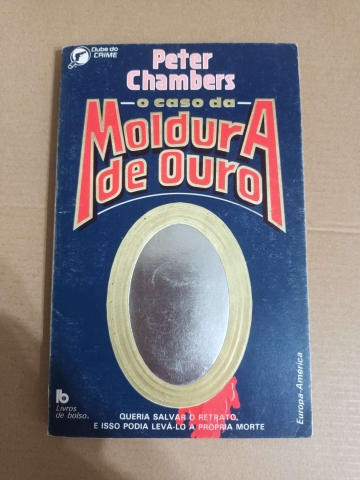 Clube do
CRIME
Peter
Chambers
o caso da
MOLDURA
de OURO
Livros
de bolso.
QUERIA SALVAR O RETRATO,
E ISSO PODIA LEVÁ-LO À PRÓPRIA MORTE
Europa-América